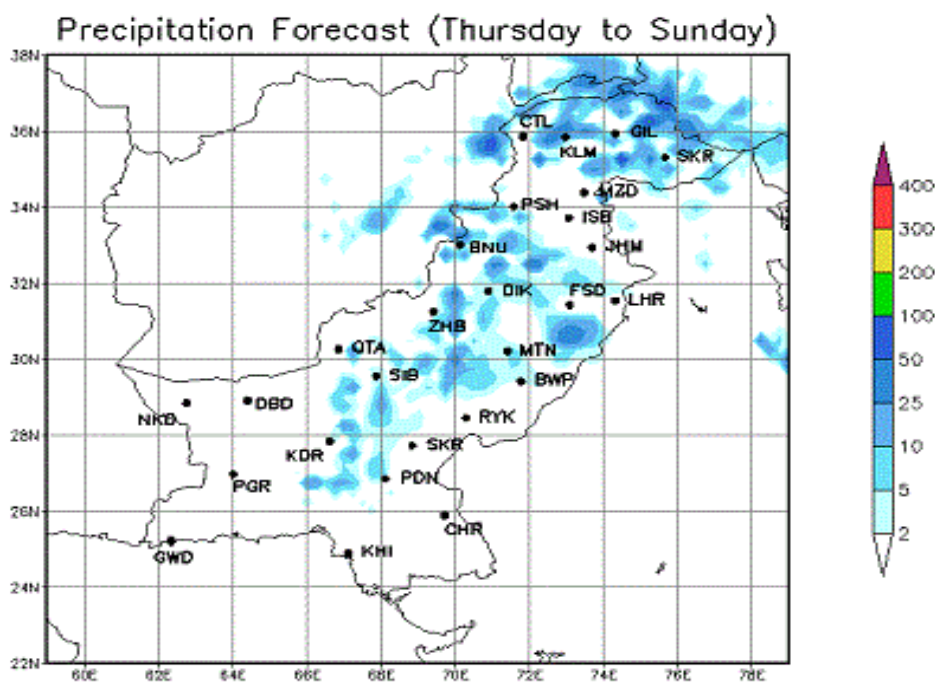 Precipitation Forecast (Thursday to Sunday)
38N
36N
34N
32N
30N
28N
26N
24N
22N
60E 62E 64E 66E 68E 70E 72E 74E 76E 78E
CTL
GIL
KLM
SKR
MZD
PSH
ISB
BNU
JHM
DIK
FSD
LHR
ZHB
QTA
MTN
SIB
BWP
NKD
DBD
RYK
KDR
SKR
PGR
PDN
CHR
GWD
KHI
400
300
200
100
50
25
10
5
2